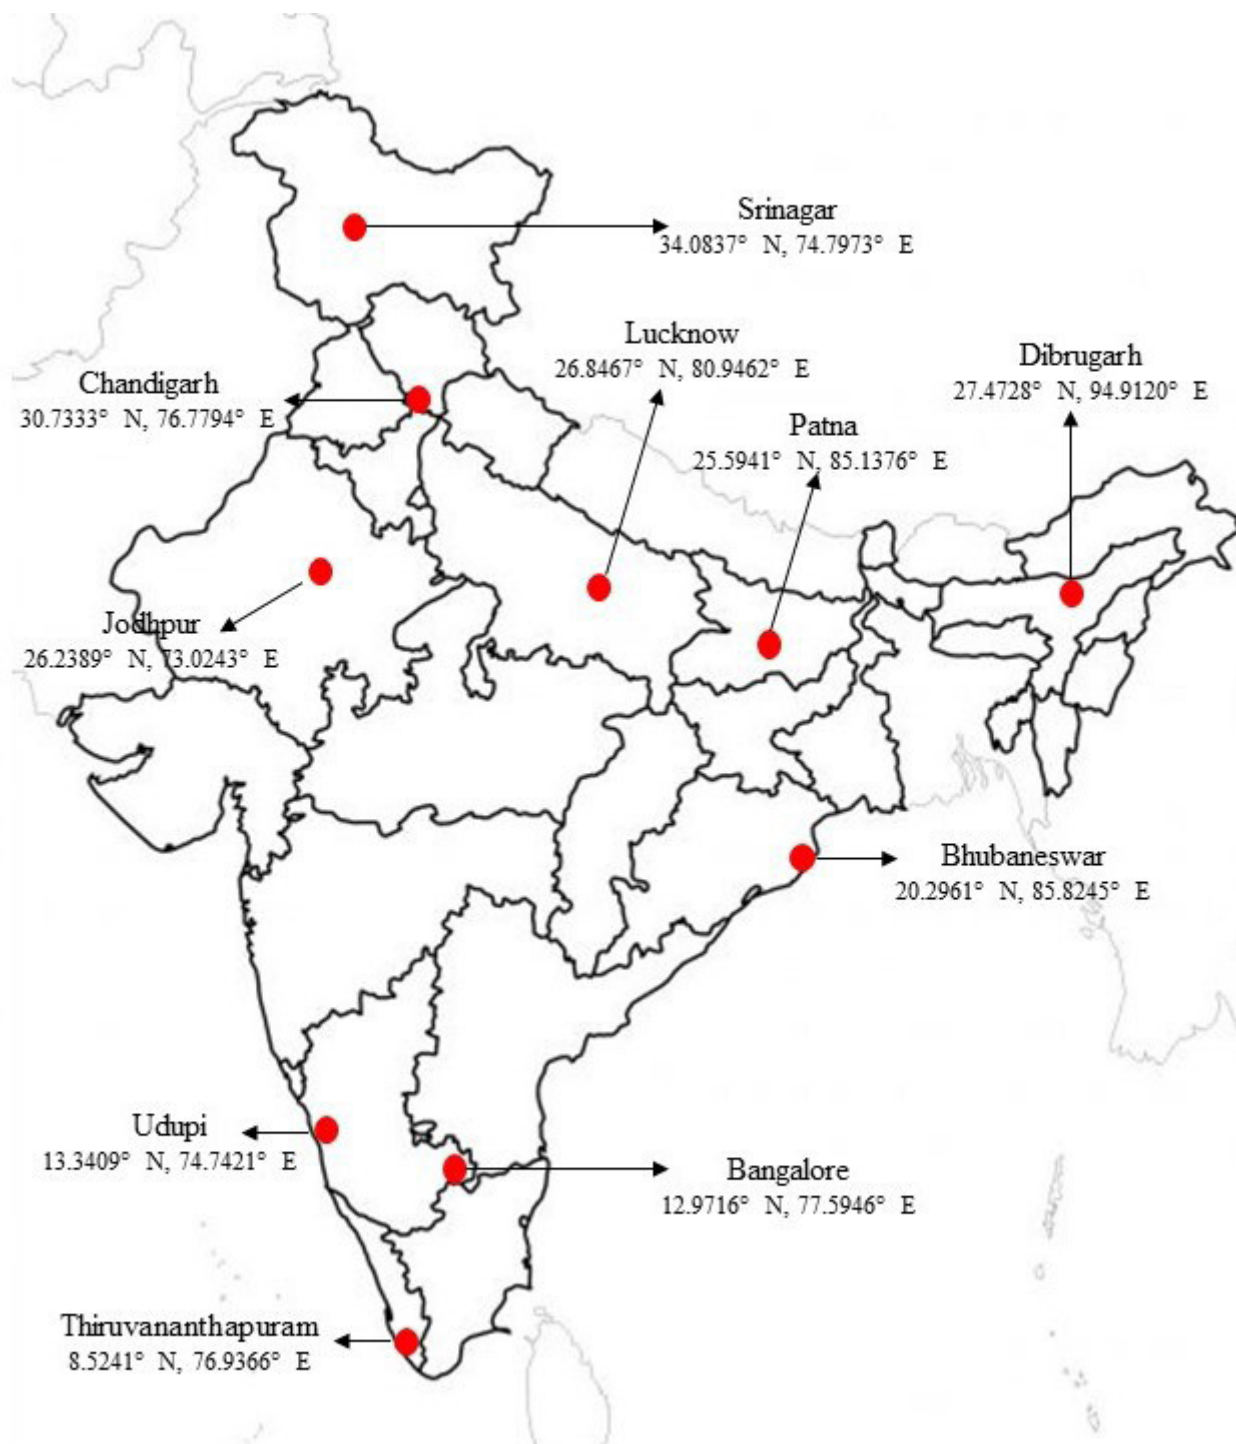 Srinagar
34.0837° N, 74.7973° E
Lucknow
26.8467° N, 80.9462° E
Dibrugarh
27.4728° N, 94.9120° E
Chandigarh
30.7333° N, 76.7794° E
Patna
25.5941° N, 85.1376° E
Jodhpur
26.2389° N, 73.0243° E
Bhubaneswar
20.2961° N, 85.8245° E
Udupi
13.3409° N, 74.7421° E
Bangalore
12.9716° N, 77.5946° E
Thiruvananthapuram
8.5241° N, 76.9366° E